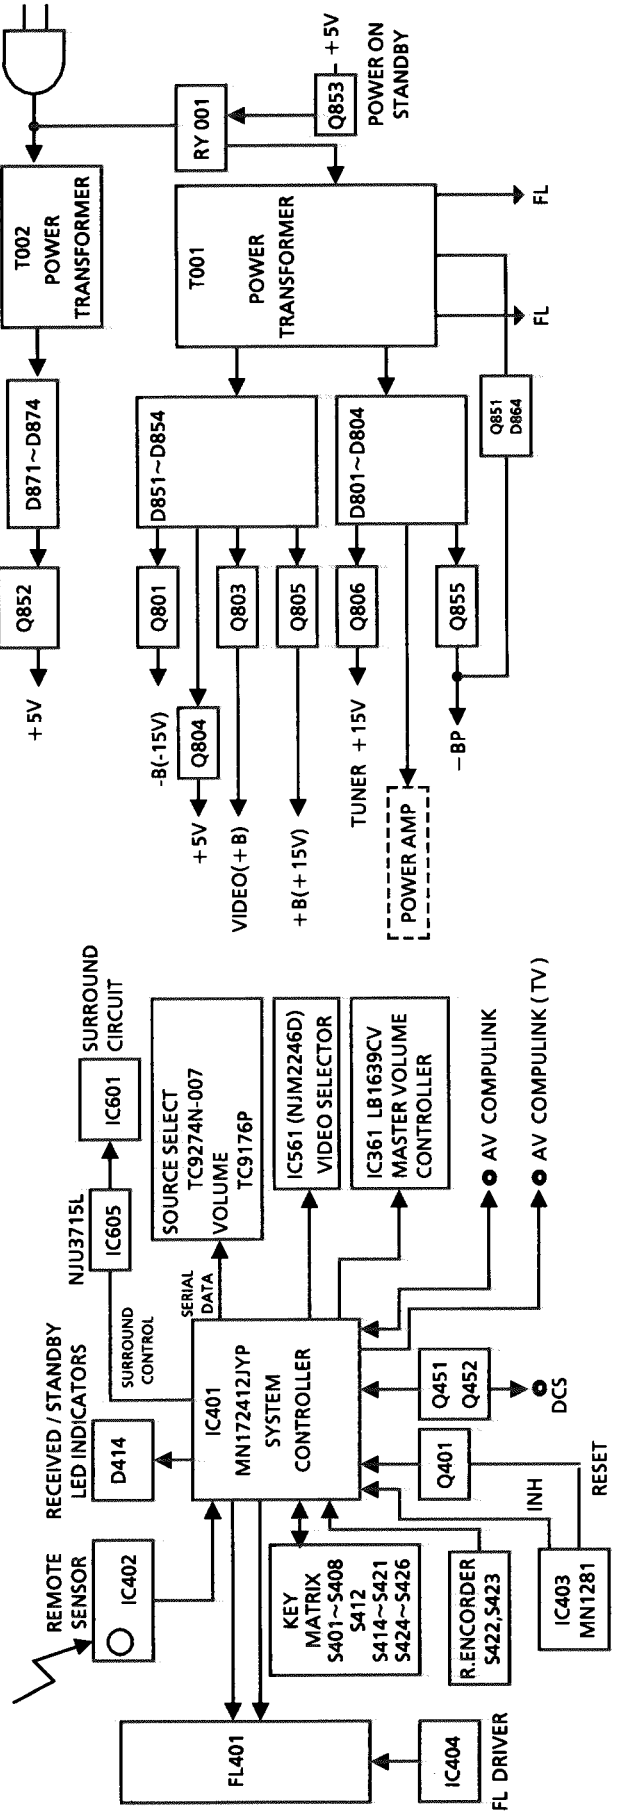 REMOTE
SENSOR
IC402
RECEIVED / STANDBY
LED INDICATORS
D414
SURROUND
CONTROL
NJU3715L
IC605
SURROUND
CIRCUIT
IC601
FL401
IC404
FL DRIVER
KEY
MATRIX
S401~S408
S412
S414~S421
S424~S426
R.ENCORDER
S422,S423
IC403
MN1281
INH
RESET
Q401
IC401
MN172412JYP
SYSTEM
CONTROLLER
SERIAL
DATA
SOURCE SELECT
TC9274N-007
VOLUME
TC9176P
IC561 (NJM2246D)
VIDEO SELECTOR
IC361 LB1639CV
MASTER VOLUME
CONTROLLER
Q451
Q452
DCS
AV COMPULINK
AV COMPULINK (TV)
+5V
Q852
D871~D874
T002
POWER
TRANSFORMER
RY 001
Q853
+5V
POWER ON
STANDBY
T001
POWER
TRANSFORMER
D851~D854
D801~D804
Q801
-B(-15V)
Q804
+5V
Q803
VIDEO(+B)
Q805
+B(+15V)
Q806
TUNER +15V
POWER AMP
Q855
−BP
Q851
D864
FL
FL